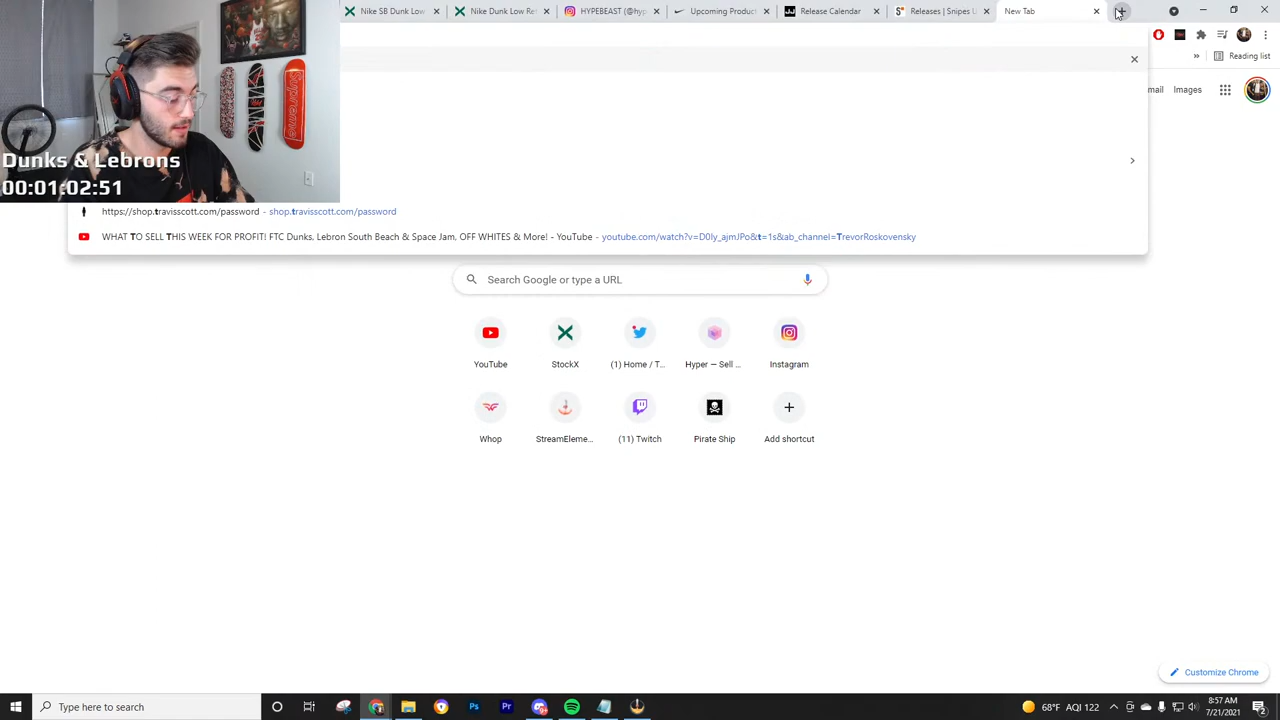 Nike SB Dunk Low
Nike Dunk Low Ret
HYPEBEAST (@hyp
Upcoming Product
Release Calendar
Releases | Snipes U
New Tab
Reading list
mail
Images
Supreme
Dunks & Lebrons
00:01:02:51
https://shop.travisscott.com/password - shop.travisscott.com/password
WHAT TO SELL THIS WEEK FOR PROFIT! FTC Dunks, Lebron South Beach & Space Jam, OFF WHITES & More! - YouTube - youtube.com/watch?v=D0ly_ajmJPo&t=1s&ab_channel=TrevorRoskovensky
Search Google or type a URL
YouTube
StockX
(1) Home / T...
Hyper — Sell ...
Instagram
Whop
StreamEleme...
(11) Twitch
Pirate Ship
Add shortcut
Customize Chrome
Type here to search
68°F AQI 122
8:57 AM
7/21/2021